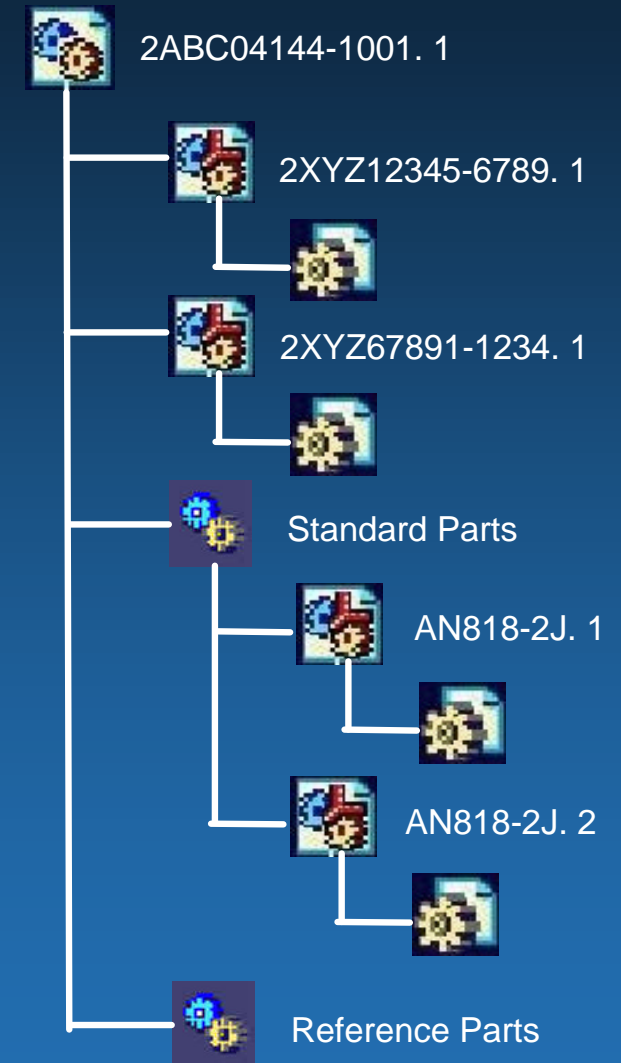 2ABC04144-1001. 1
2XYZ12345-6789. 1
2XYZ67891-1234. 1
Standard Parts
AN818-2J. 1
AN818-2J. 2
Reference Parts